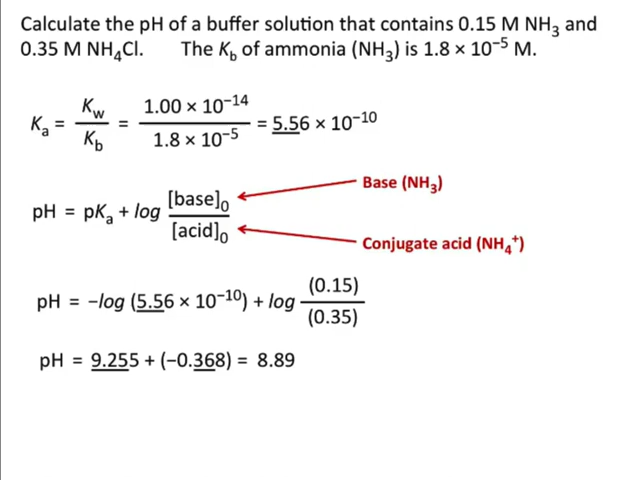 Calculate the pH of a buffer solution that contains 0.15 M NH₃ and
0.35 M NH₄Cl. The K_b of ammonia (NH₃) is 1.8 × 10⁻⁵ M.
Kₐ = K_w / K_b = 1.00 × 10⁻¹⁴ / 1.8 × 10⁻⁵ = 5.56 × 10⁻¹⁰
Base (NH₃)
pH = pKₐ + log [base]₀ / [acid]₀
Conjugate acid (NH₄⁺)
pH = −log (5.56 × 10⁻¹⁰) + log (0.15) / (0.35)
pH = 9.255 + (−0.368) = 8.89